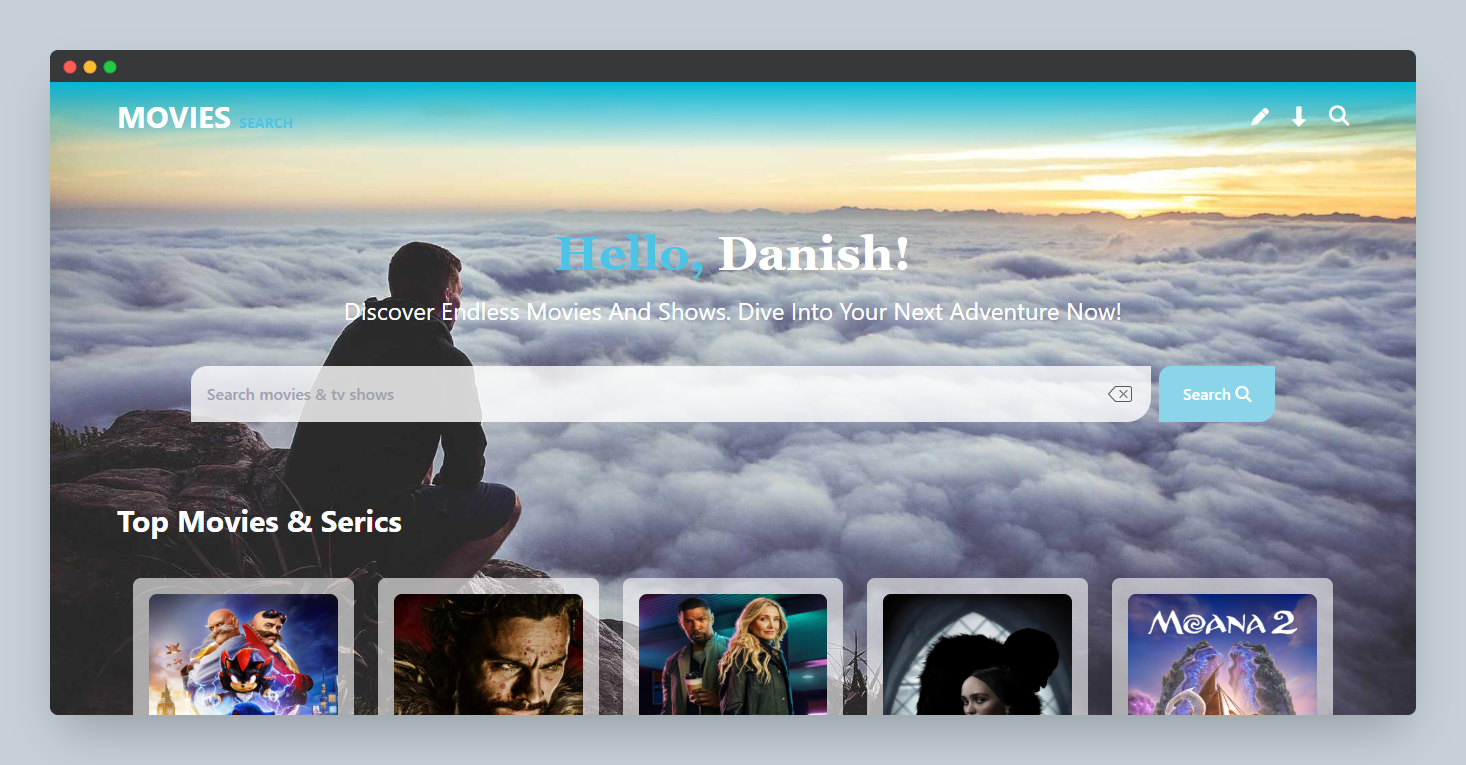 MOVIES SEARCH
Hello, Danish!
Discover Endless Movies And Shows. Dive Into Your Next Adventure Now!
Search movies & tv shows
Search
Top Movies & Serics
MOANA 2